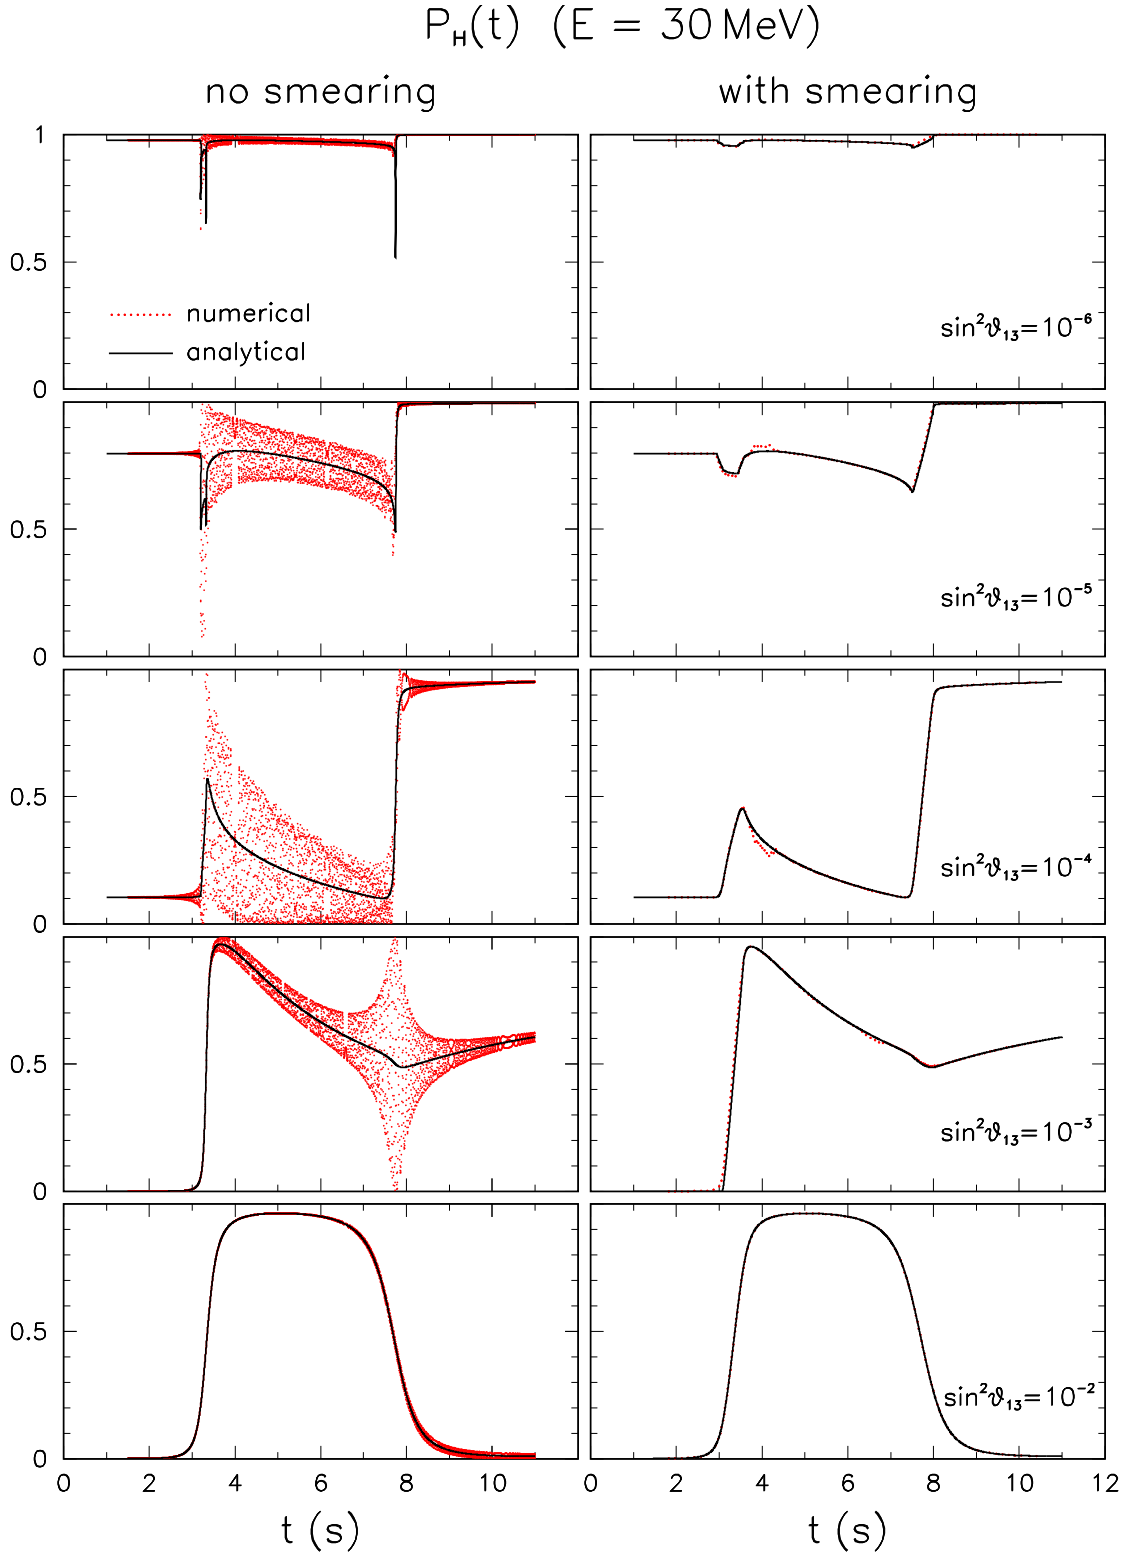 P_H(t) (E = 30 MeV)
no smearing
with smearing
1
0.5
0
numerical
analytical
sin²ϑ₁₃=10⁻⁶
0.5
0
sin²ϑ₁₃=10⁻⁵
0.5
0
sin²ϑ₁₃=10⁻⁴
0.5
0
sin²ϑ₁₃=10⁻³
0.5
0
sin²ϑ₁₃=10⁻²
0 2 4 6 8 10 0 2 4 6 8 10 12
t (s) t (s)